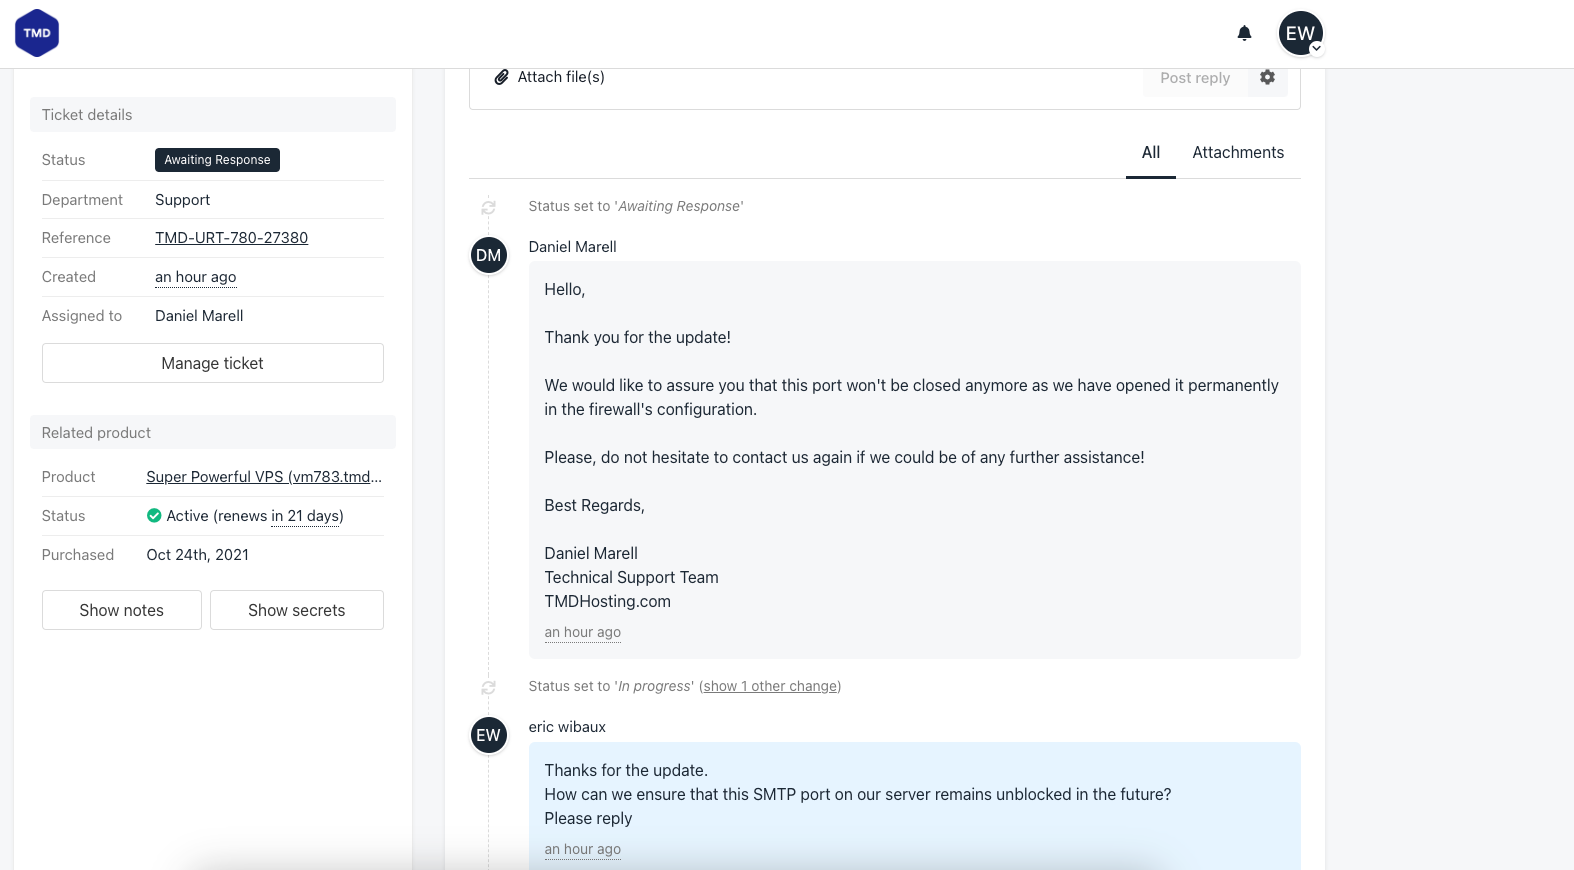 TMD
EW
Attach file(s)
Post reply
Ticket details
Status
Awaiting Response
Department
Support
Reference
TMD-URT-780-27380
Created
an hour ago
Assigned to
Daniel Marell
Manage ticket
Related product
Product
Super Powerful VPS (vm783.tmd...
Status
Active (renews in 21 days)
Purchased
Oct 24th, 2021
Show notes
Show secrets
All
Attachments
Status set to 'Awaiting Response'
DM
Daniel Marell
Hello,
Thank you for the update!
We would like to assure you that this port won't be closed anymore as we have opened it permanently
in the firewall's configuration.
Please, do not hesitate to contact us again if we could be of any further assistance!
Best Regards,
Daniel Marell
Technical Support Team
TMDHosting.com
an hour ago
Status set to 'In progress' (show 1 other change)
EW
eric wibaux
Thanks for the update.
How can we ensure that this SMTP port on our server remains unblocked in the future?
Please reply
an hour ago